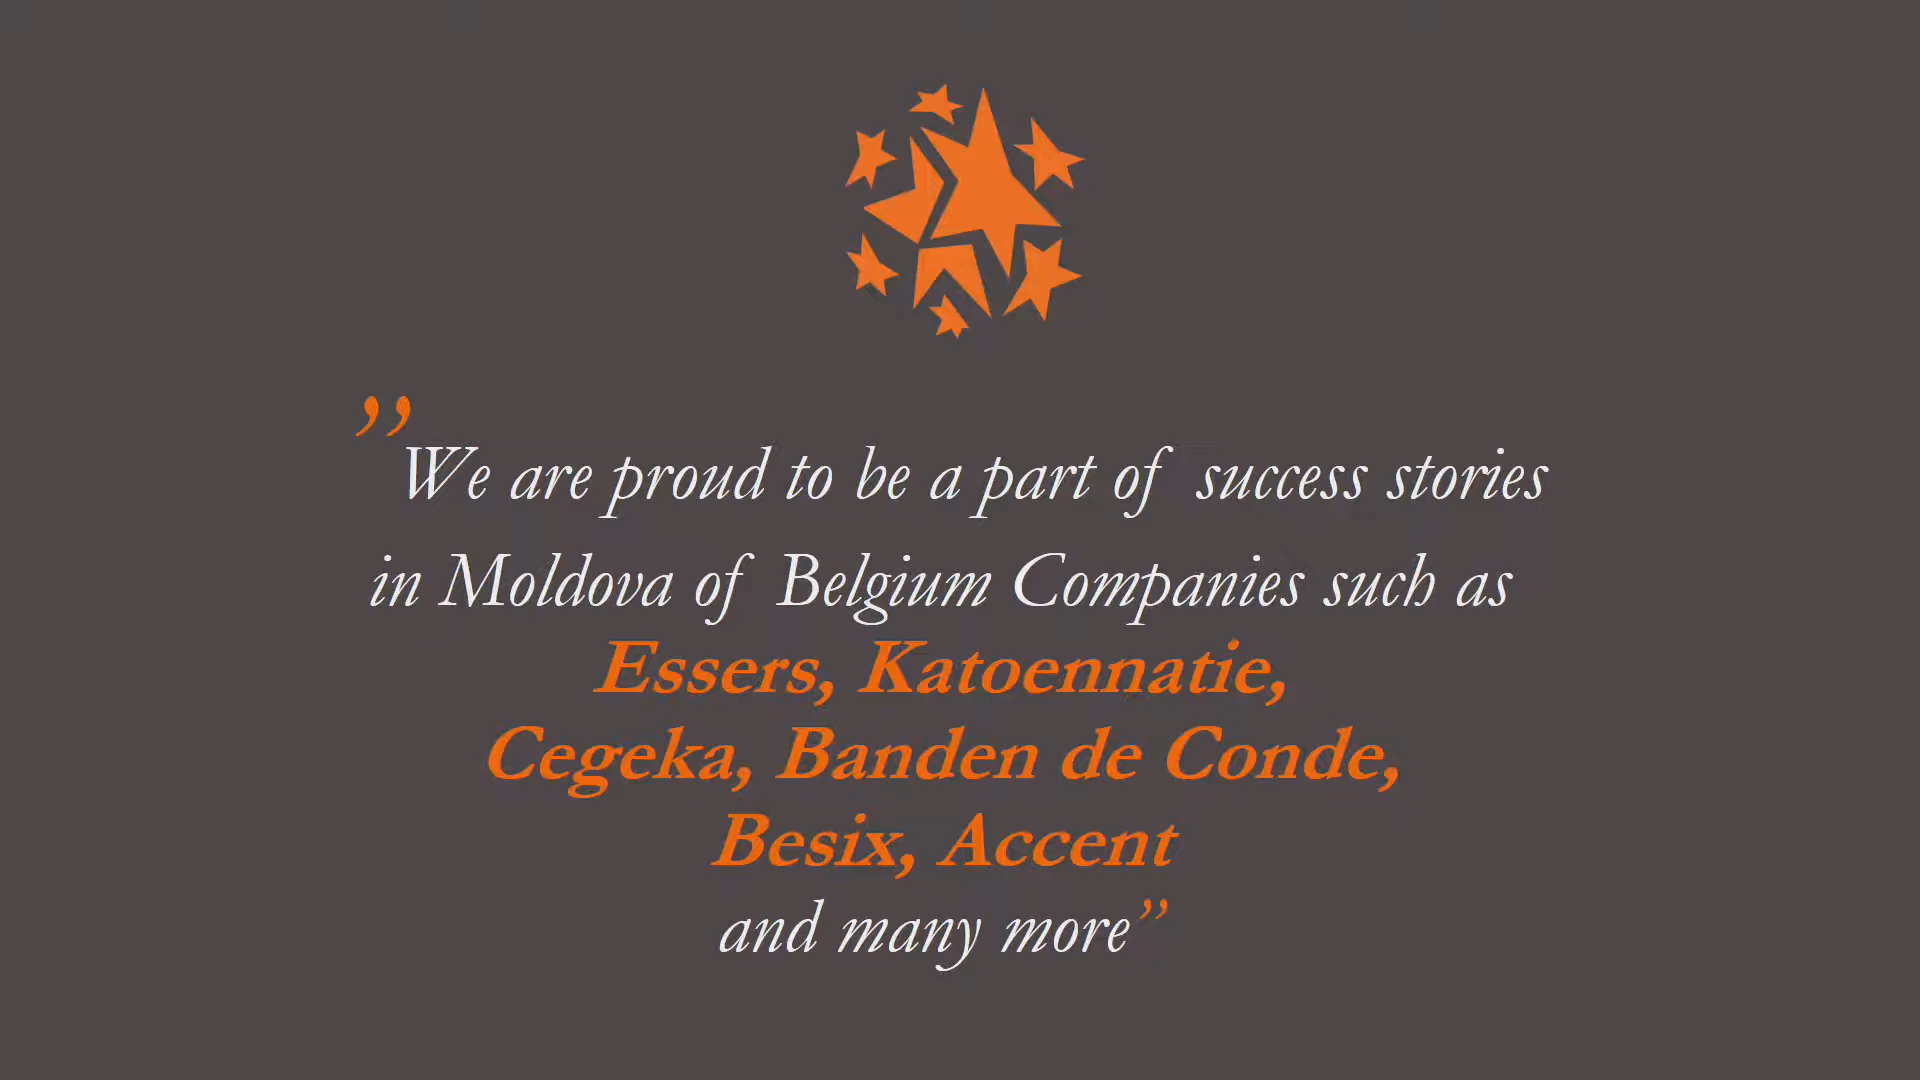 ”We are proud to be a part of success stories
in Moldova of Belgium Companies such as
Essers, Katoennatie,
Cegeka, Banden de Conde,
Besix, Accent
and many more”